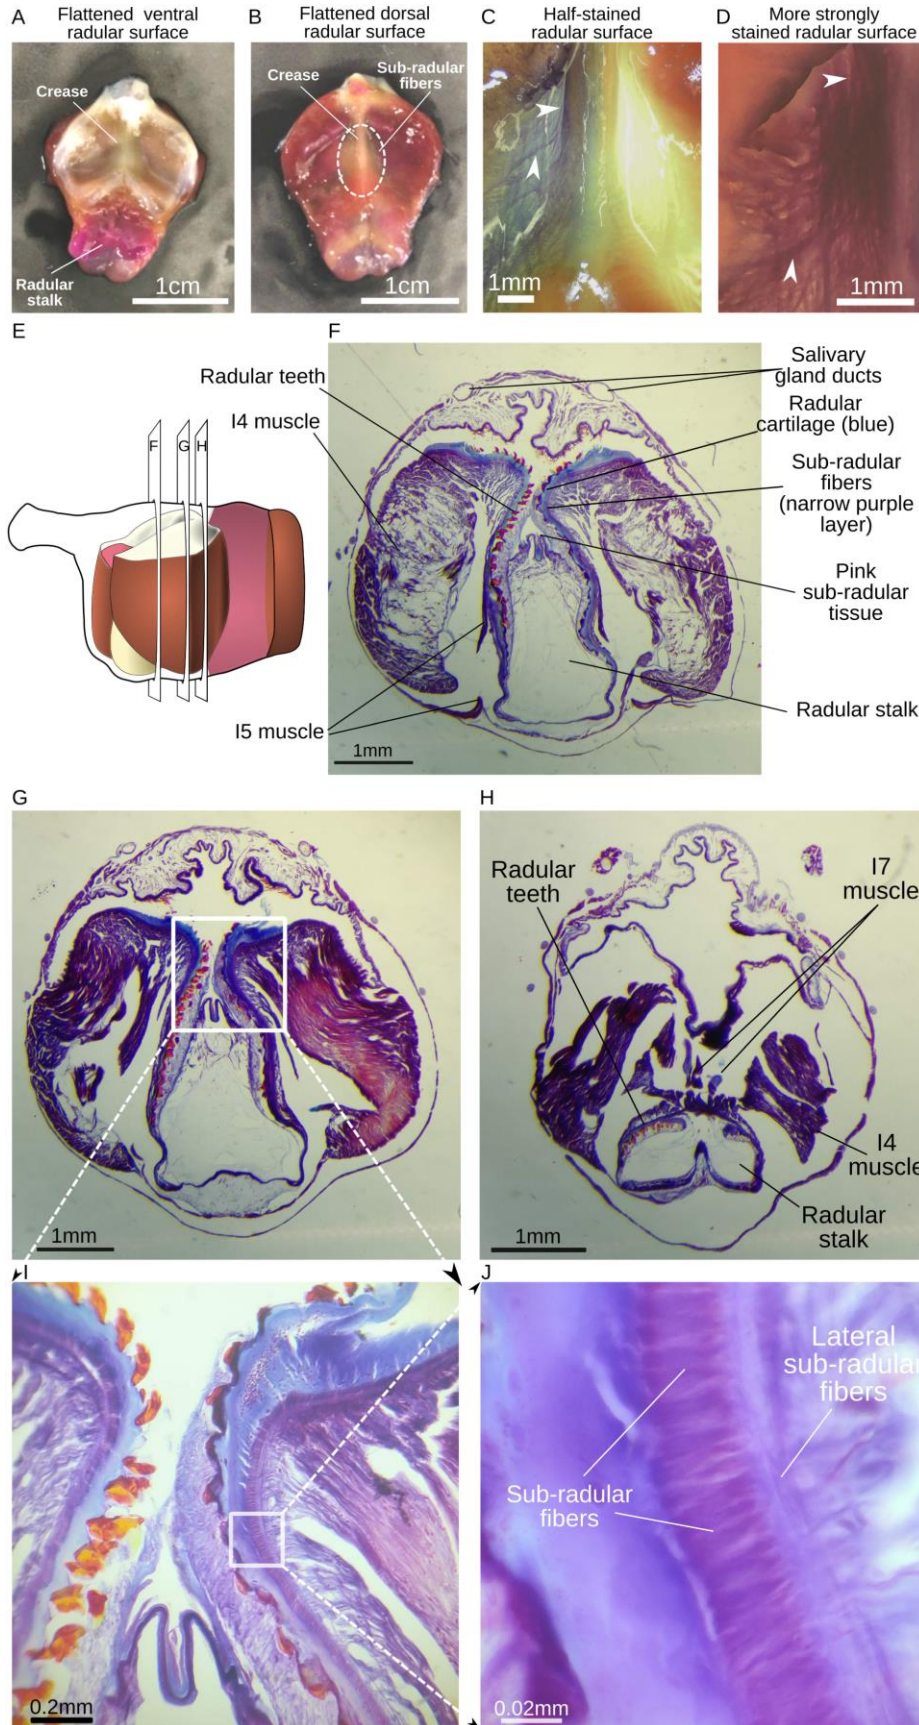 A
Flattened ventral
radular surface
Crease
Radular
stalk
1cm
B
Flattened dorsal
radular surface
Crease
Sub-radular
fibers
1cm
C
Half-stained
radular surface
1mm
D
More strongly
stained radular surface
1mm
E
F
G
H
F
Radular teeth
I4 muscle
I5 muscle
Salivary
gland ducts
Radular
cartilage (blue)
Sub-radular
fibers
(narrow purple
layer)
Pink
sub-radular
tissue
Radular stalk
1mm
G
1mm
H
Radular
teeth
I7
muscle
I4
muscle
Radular
stalk
1mm
I
0.2mm
J
Lateral
sub-radular
fibers
Sub-radular
fibers
0.02mm